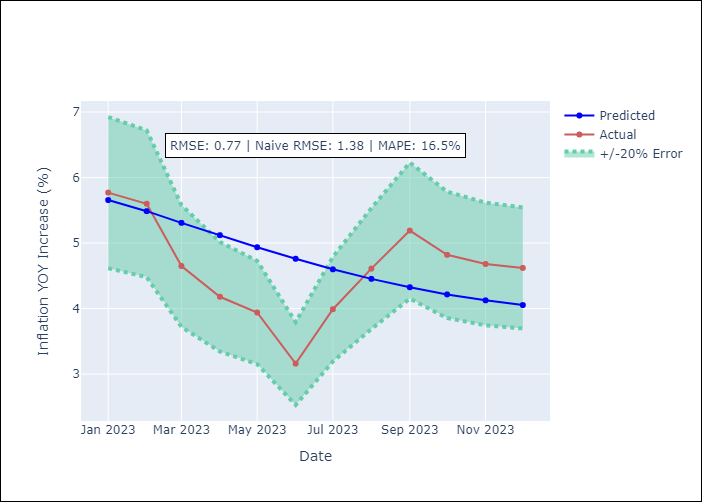 RMSE: 0.77 | Naive RMSE: 1.38 | MAPE: 16.5%
Predicted
Actual
+/-20% Error
Inflation YOY Increase (%)
7
6
5
4
3
Jan 2023
Mar 2023
May 2023
Jul 2023
Sep 2023
Nov 2023
Date